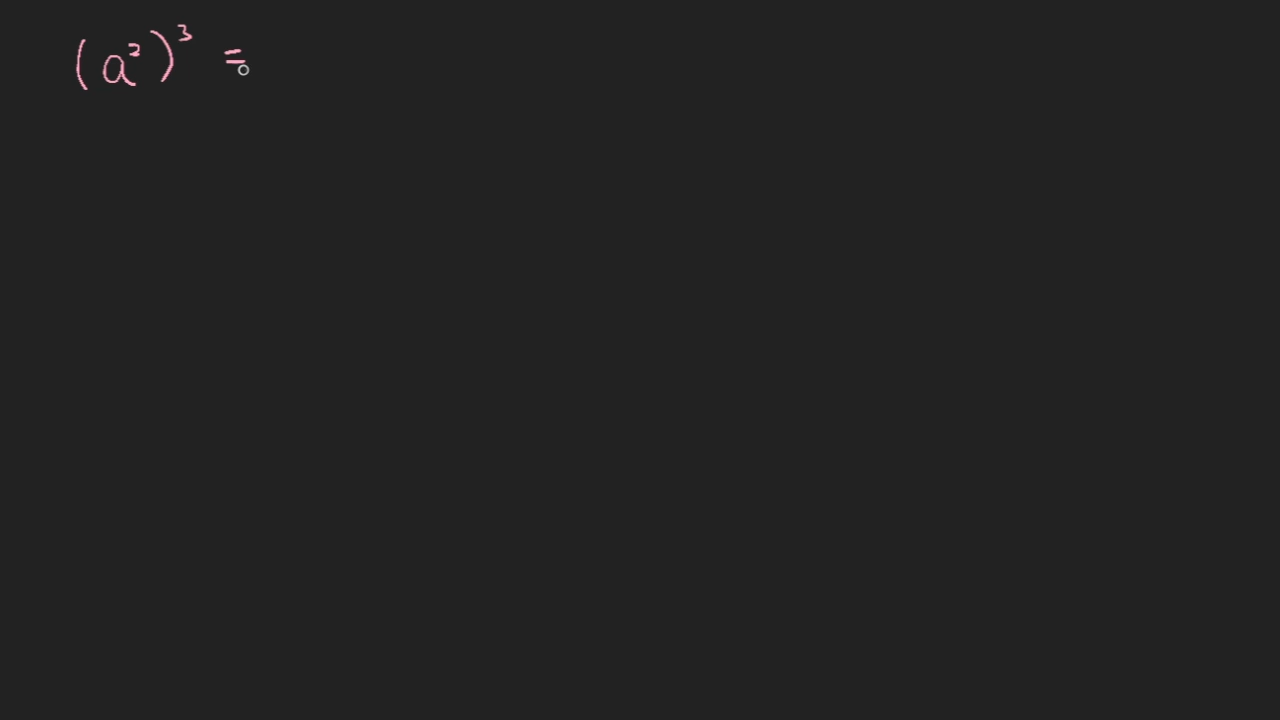 (a²)³ =